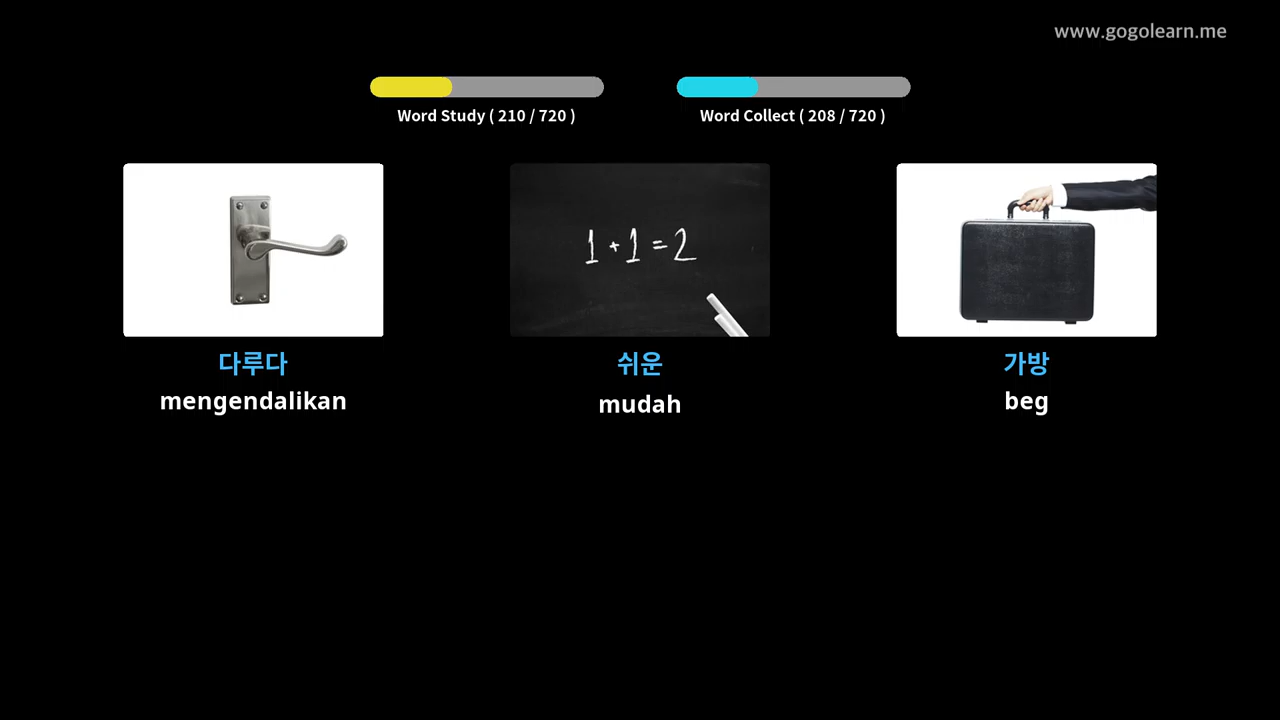 www.gogolearn.me
Word Study ( 210 / 720 )
Word Collect ( 208 / 720 )
1+1=2
다루다
mengendalikan
쉬운
mudah
가방
beg